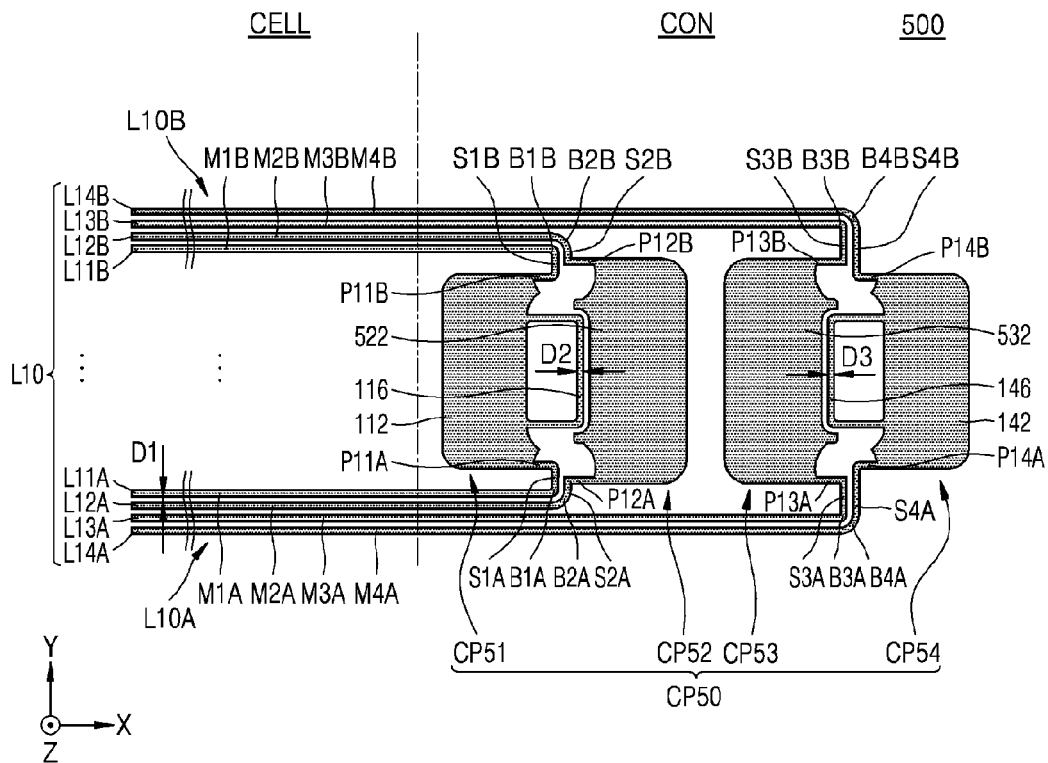 CELL CON 500
L10B
M1B M2B M3B M4B S1B B1B B2B S2B S3B B3B B4B S4B
L14B
L13B
L12B
L11B
P12B P13B P14B
P11B
522 532
D2 D3
L10
116 146
112 142
D1
P11A P14A
L11A
L12A
L13A
L14A
P12A P13A
S4A
S1A B1A B2A S2A S3A B3A B4A
M1A M2A M3A M4A
L10A
CP51 CP52 CP53 CP54
CP50
Y
X
Z